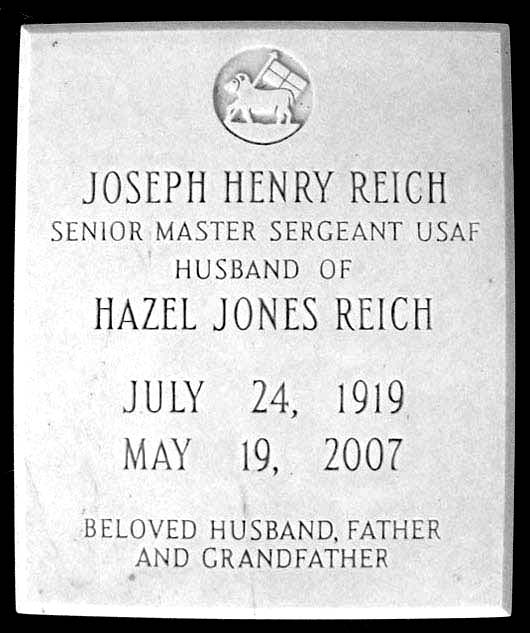 JOSEPH HENRY REICH
SENIOR MASTER SERGEANT USAF
HUSBAND OF
HAZEL JONES REICH
JULY 24, 1919
MAY 19, 2007
BELOVED HUSBAND, FATHER
AND GRANDFATHER